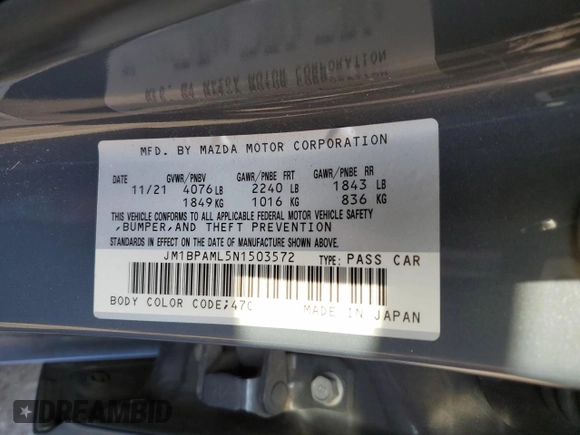 MFD. BY MAZDA MOTOR CORPORATION
GVWR/PNBV GAWR/PNBE FRT GAWR/PNBE RR
11/21 4076 LB 2240 LB 1843 LB
1849 KG 1016 KG 836 KG
THIS VEHICLE CONFORMS TO ALL APPLICABLE FEDERAL MOTOR VEHICLE SAFETY
,BUMPER,AND THEFT PREVENTION
STANDARDS IN EFFECT ON THE DATE OF MANUFACTURE SHOWN ABOVE.
JM1BPAML5N1503572 TYPE: PASS CAR
BODY COLOR CODE;47C MADE IN JAPAN
DREAMBID